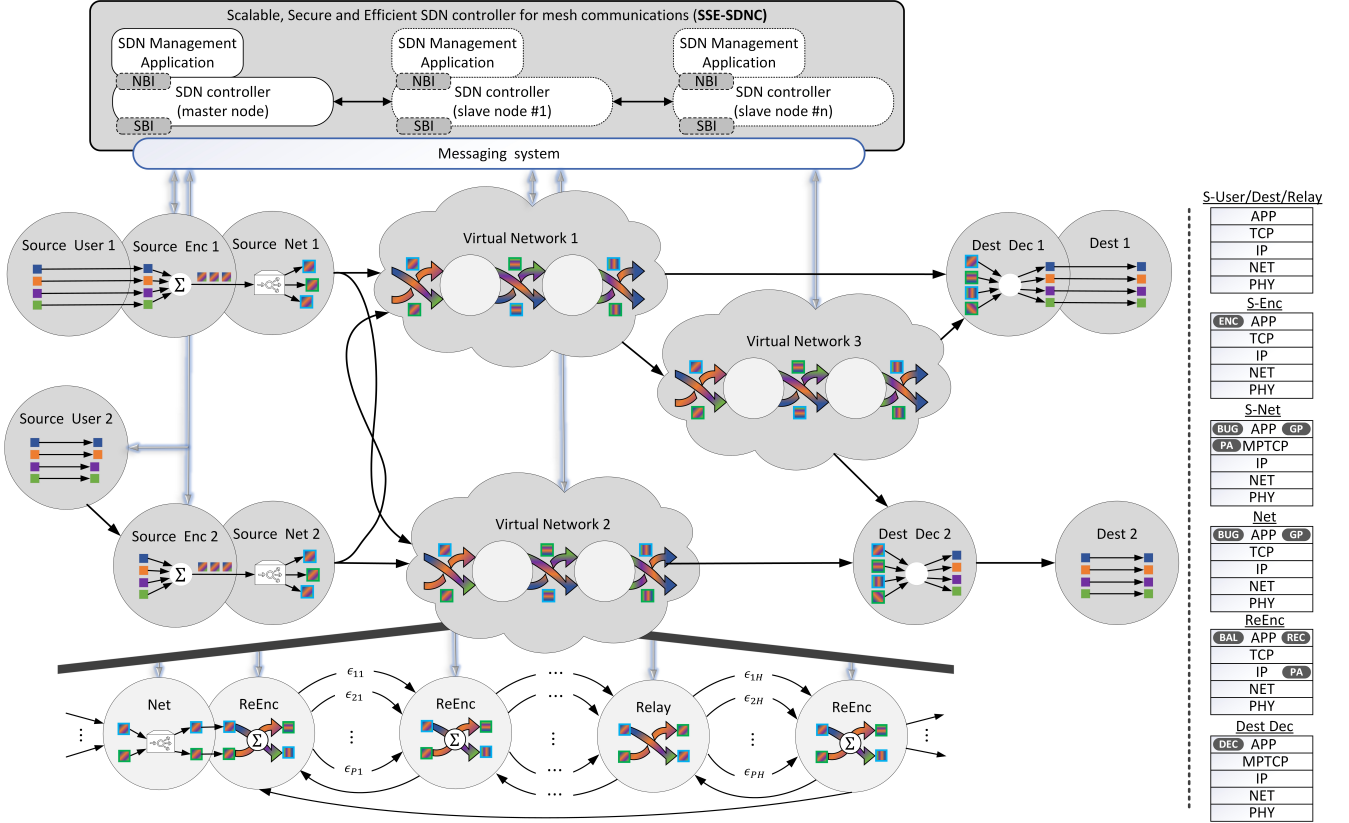 Scalable, Secure and Efficient SDN controller for mesh communications (SSE-SDNC)
SDN Management
Application
NBI
SDN controller
(master node)
SBI
SDN Management
Application
NBI
SDN controller
(slave node #1)
SBI
SDN Management
Application
NBI
SDN controller
(slave node #n)
SBI
Messaging system
Source User 1
Source Enc 1
Σ
Source Net 1
Virtual Network 1
Virtual Network 3
Dest Dec 1
Dest 1
Source User 2
Source Enc 2
Σ
Source Net 2
Virtual Network 2
Dest Dec 2
Dest 2
Net
ReEnc
Σ
ϵ11
ϵ21
ϵP1
ReEnc
Σ
Relay
ϵ1H
ϵ2H
ϵPH
ReEnc
Σ
S-User/Dest/Relay
APP
TCP
IP
NET
PHY
S-Enc
ENC APP
TCP
IP
NET
PHY
S-Net
BUG APP GP
PA MPTCP
IP
NET
PHY
Net
BUG APP GP
TCP
IP
NET
PHY
ReEnc
BAL APP REC
TCP
IP PA
NET
PHY
Dest Dec
DEC APP
MPTCP
IP
NET
PHY